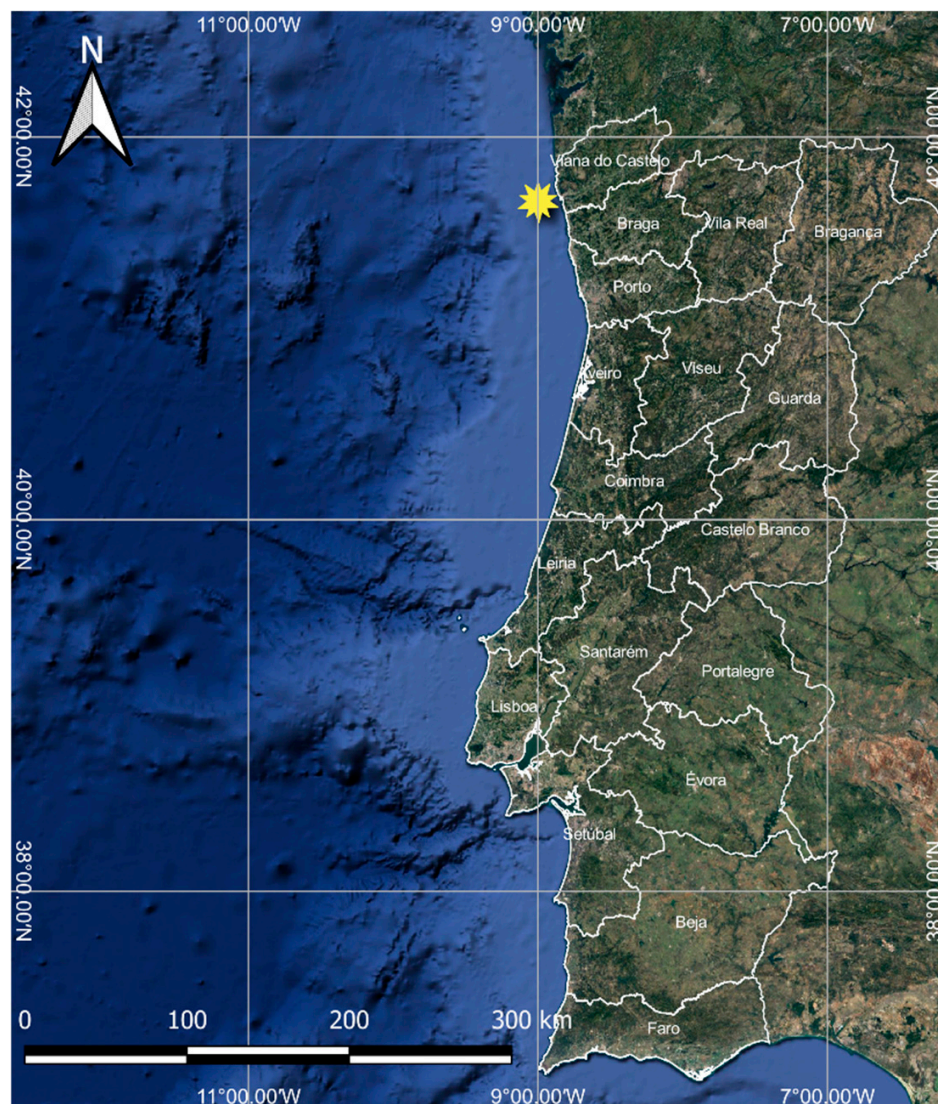 11°00.00′W
9°00.00′W
7°00.00′W
N
42°00.00′N
42°00.00′N
Viana do Castelo
Braga
Vila Real
Bragança
Porto
veiro
Viseu
Guarda
Coimbra
40°00.00′N
40°00.00′N
Castelo Branco
Leiria
Santarém
Portalegre
Lisboa
Évora
Setúbal
38°00.00′N
38°00.00′N
Beja
0
100
200
300 km
Faro
11°00.00′W
9°00.00′W
7°00.00′W